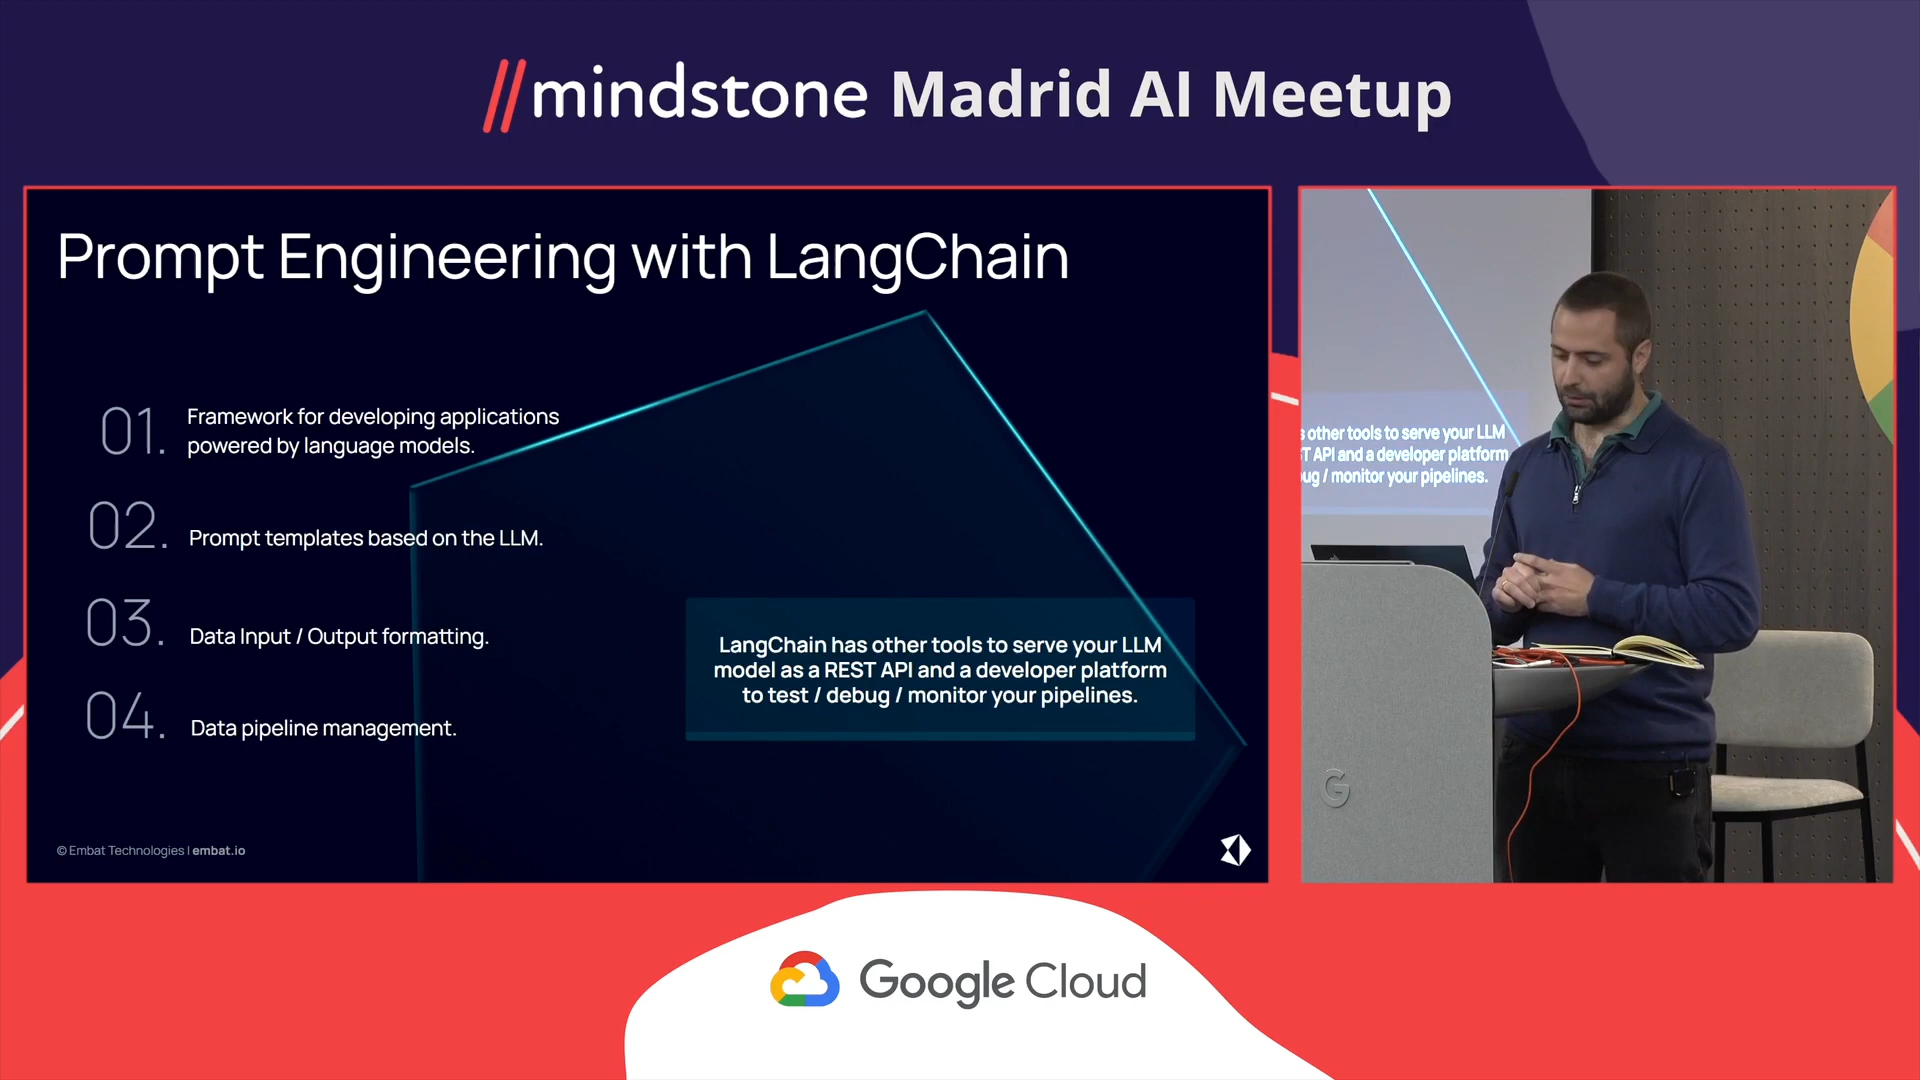 //mindstone Madrid AI Meetup
Prompt Engineering with LangChain
01.
Framework for developing applications
powered by language models.
02.
Prompt templates based on the LLM.
03.
Data Input / Output formatting.
04.
Data pipeline management.
LangChain has other tools to serve your LLM
model as a REST API and a developer platform
to test / debug / monitor your pipelines.
© Embat Technologies | embat.io
s other tools to serve your LLM
ST API and a developer platform
ug / monitor your pipelines.
G
Google Cloud